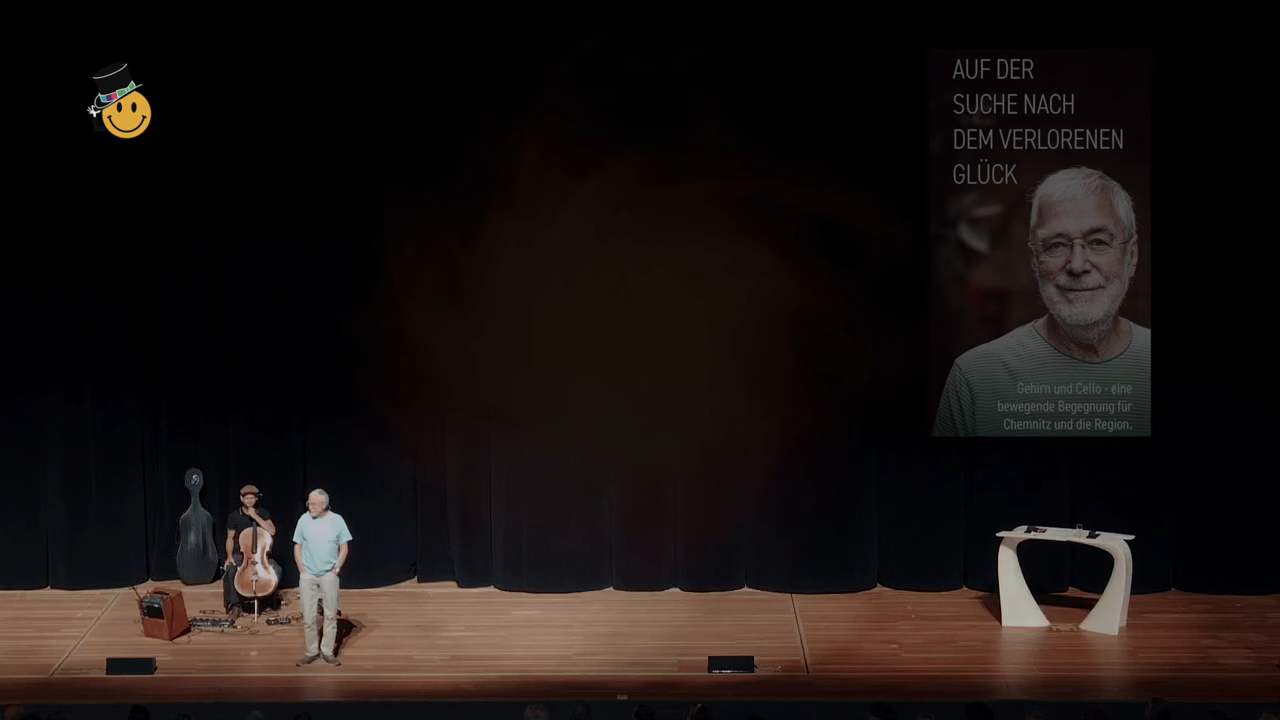 AUF DER
SUCHE NACH
DEM VERLORENEN
GLÜCK
Gehirn und Cello - eine
bewegende Begegnung für
Chemnitz und die Region.